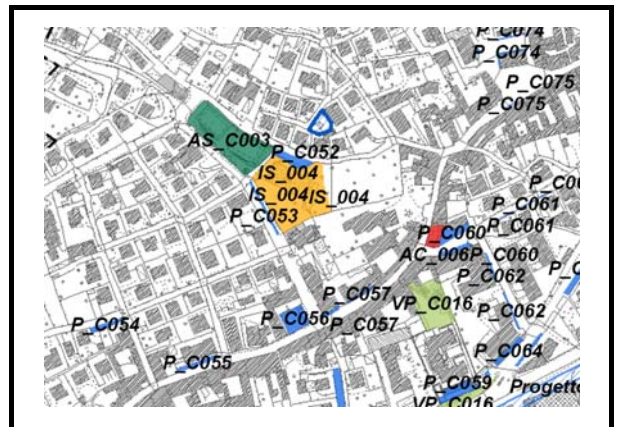 P_C074
P_C074
P_C075
P_C075
AS_C003
P_C052
IS_004
IS_004
IS_004
P_C053
P_C061
P_C060
P_C061
AC_006
P_C060
P_C062
P_C057
VP_C016
P_C056
P_C057
P_C062
P_C054
P_C064
P_C055
P_C059
Progetto
VP_C016